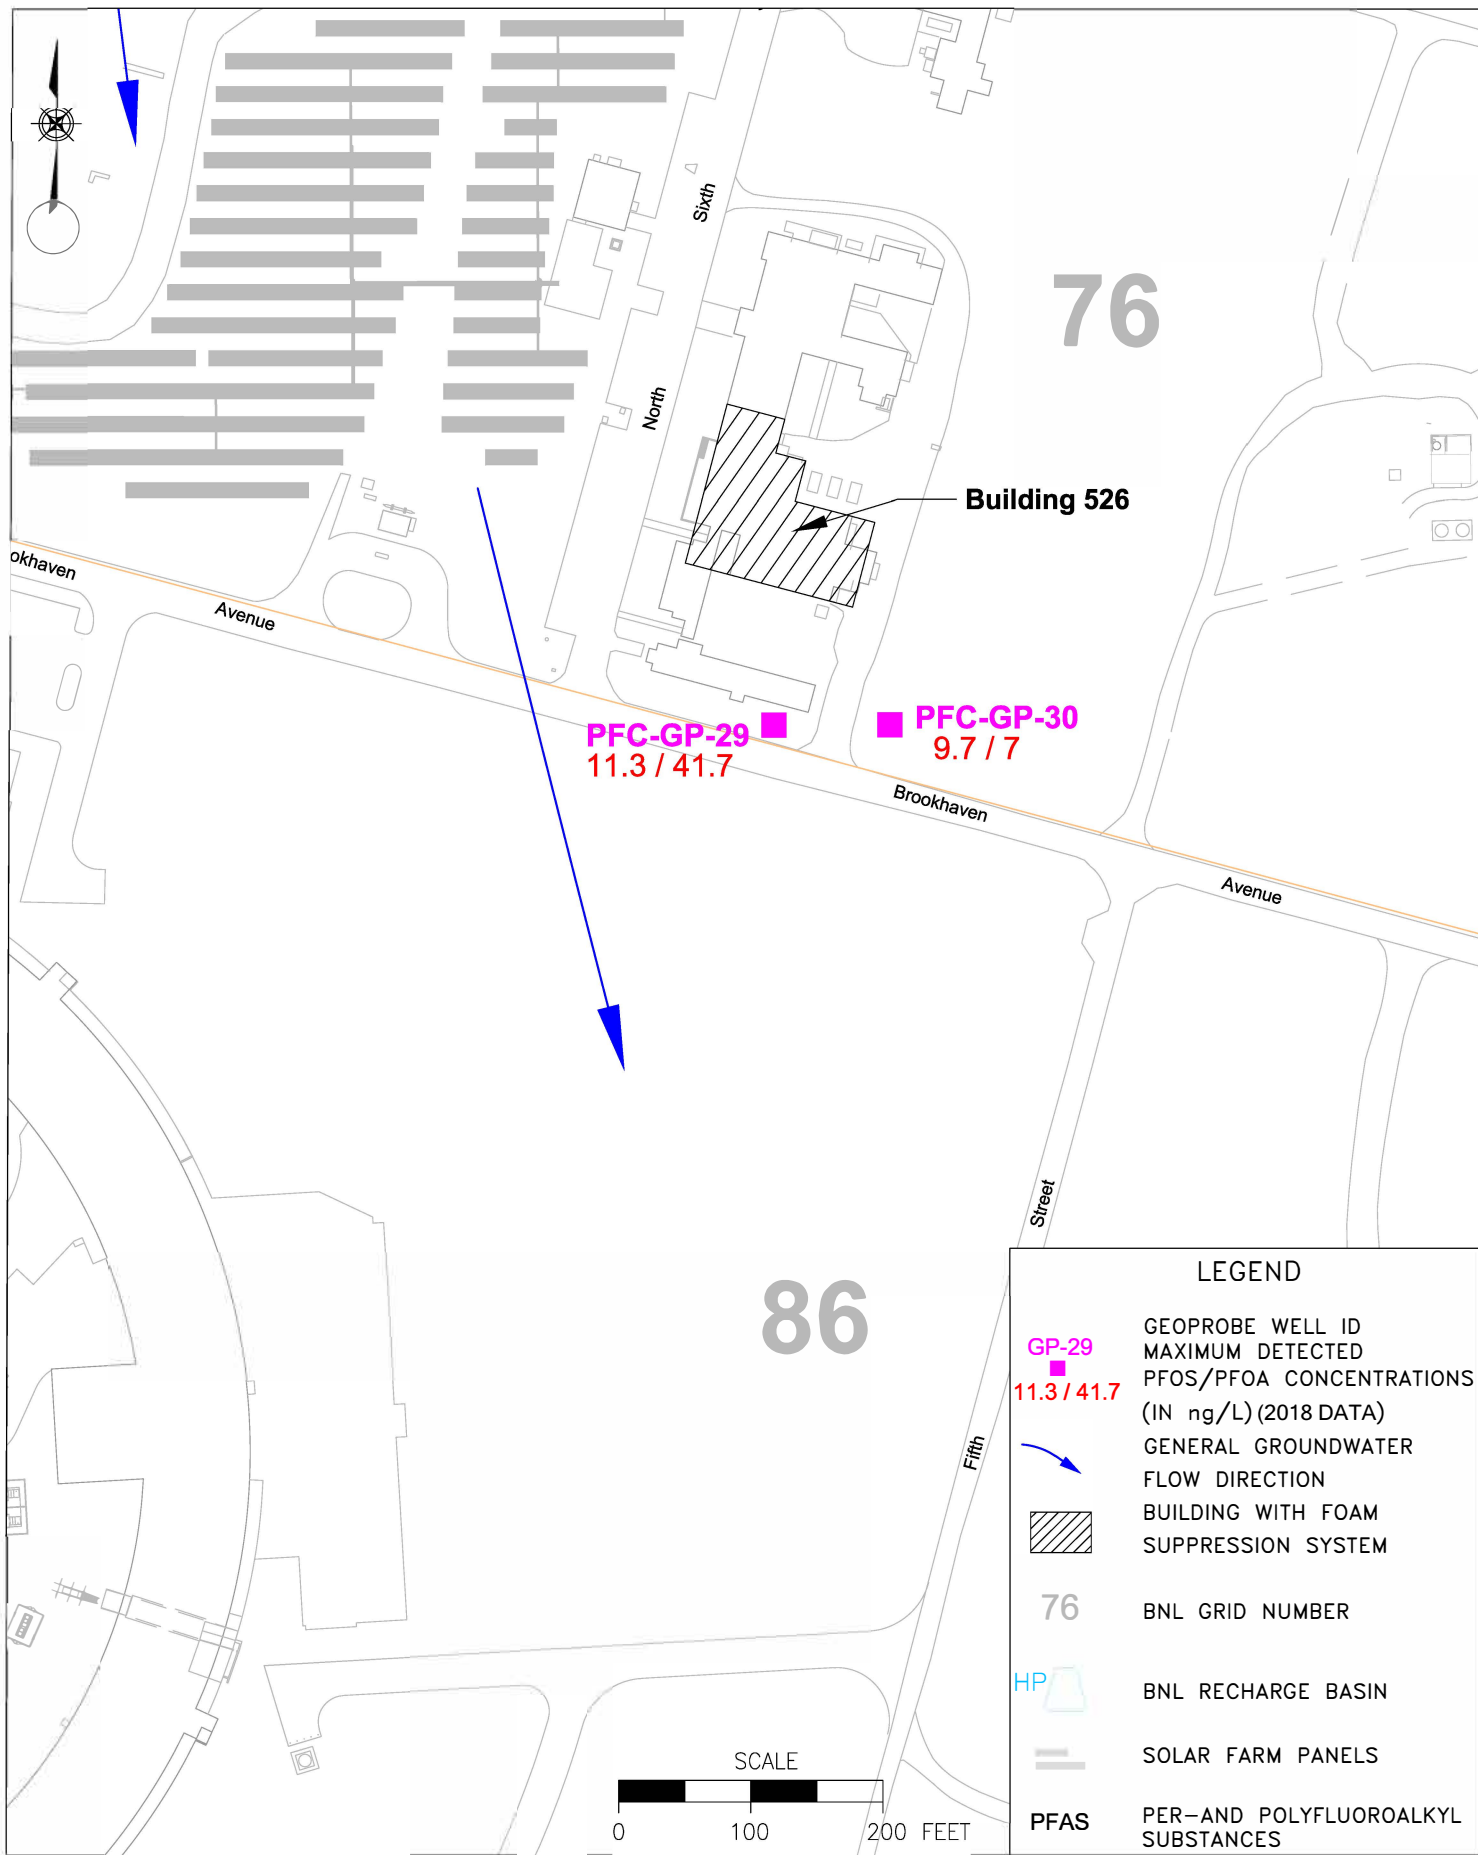 Sixth
76
North
Building 526
okhaven
Avenue
PFC-GP-29
11.3 / 41.7
PFC-GP-30
9.7 / 7
Brookhaven
Avenue
Street
86
Fifth
SCALE
0 100 200 FEET
LEGEND
GP-29
11.3 / 41.7
GEOPROBE WELL ID
MAXIMUM DETECTED
PFOS/PFOA CONCENTRATIONS
(IN ng/L) (2018 DATA)
GENERAL GROUNDWATER
FLOW DIRECTION
BUILDING WITH FOAM
SUPPRESSION SYSTEM
76 BNL GRID NUMBER
HP BNL RECHARGE BASIN
SOLAR FARM PANELS
PFAS PER-AND POLYFLUOROALKYL
SUBSTANCES